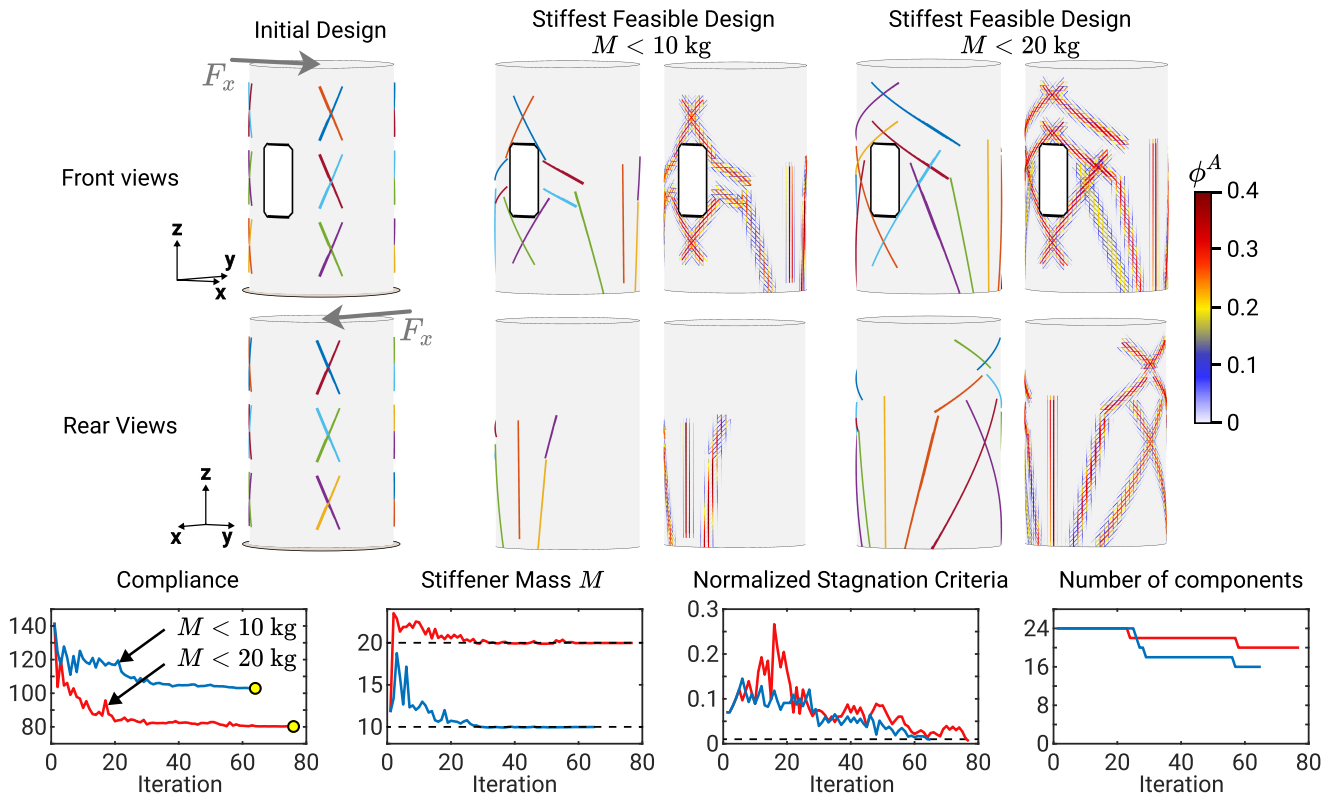 Initial Design
Stiffest Feasible Design
M < 10 kg
Stiffest Feasible Design
M < 20 kg
F_x
Front views
z
y
x
ϕ^A
0.4
0.3
0.2
0.1
0
F_x
Rear Views
z
x
y
Compliance
140
120
100
80
M < 10 kg
M < 20 kg
0 20 40 60 80
Iteration
Stiffener Mass M
20
15
10
0 20 40 60 80
Iteration
Normalized Stagnation Criteria
0.3
0.2
0.1
0
0 20 40 60 80
Iteration
Number of components
24
16
8
0
0 20 40 60 80
Iteration